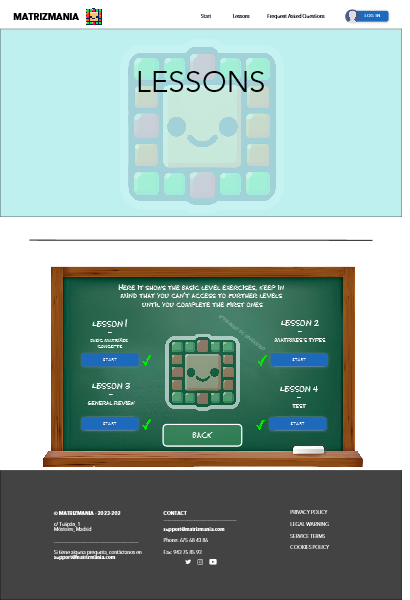 MATRIZMANIA
Start
Lessons
Frequent Asked Questions
LOG IN
LESSONS
Here it shows the basic level exercises, keep in
mind that you can't access to further levels
until you complete the first ones
LESSON 1
START
LESSON 2
MATRIXES'S TYPES
START
LESSON 3
GENERAL REVIEW
START
LESSON 4
TEST
START
BACK
© MATRIZMANIA - 2022-202
c/ Tulipán, 1
Móstoles, Madrid
Si tiene alguna pregunta, contáctenos en
support@matrizmania.com
CONTACT
support@matrizmania.com
Phone: 675 68 43 86
Fax: 943 75 85 92
PRIVACY POLICY
LEGAL WARNING
SERVICE TERMS
COOKIES POLICY